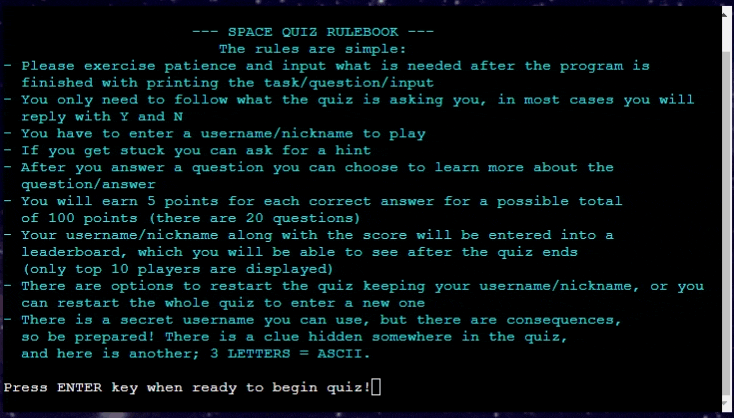 --- SPACE QUIZ RULEBOOK ---
The rules are simple:
- Please exercise patience and input what is needed after the program is
finished with printing the task/question/input
- You only need to follow what the quiz is asking you, in most cases you will
reply with Y and N
- You have to enter a username/nickname to play
- If you get stuck you can ask for a hint
- After you answer a question you can choose to learn more about the
question/answer
- You will earn 5 points for each correct answer for a possible total
of 100 points (there are 20 questions)
- Your username/nickname along with the score will be entered into a
leaderboard, which you will be able to see after the quiz ends
(only top 10 players are displayed)
- There are options to restart the quiz keeping your username/nickname, or you
can restart the whole quiz to enter a new one
- There is a secret username you can use, but there are consequences,
so be prepared! There is a clue hidden somewhere in the quiz,
and here is another; 3 LETTERS = ASCII.
Press ENTER key when ready to begin quiz!